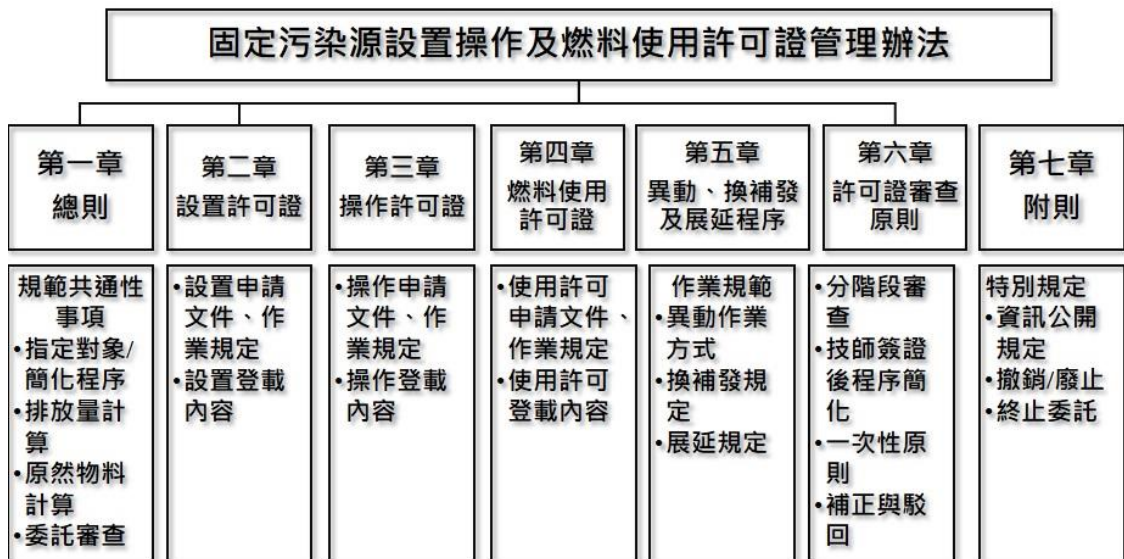 固定污染源設置操作及燃料使用許可證管理辦法
第一章
總則
第二章
設置許可證
第三章
操作許可證
第四章
燃料使用
許可證
第五章
異動、換補發
及展延程序
第六章
許可證審查
原則
第七章
附則
規範共通性
事項
•指定對象/
簡化程序
•排放量計
算
•原然物料
計算
•委託審查
•設置申請
文件、作
業規定
•設置登載
內容
•操作申請
文件、作
業規定
•操作登載
內容
•使用許可
申請文件、
作業規定
•使用許可
登載內容
作業規範
•異動作業
方式
•換補發規
定
•展延規定
•分階段審
查
•技師簽證
後程序簡
化
•一次性原
則
•補正與駁
回
特別規定
•資訊公開
規定
•撤銷/廢止
•終止委託